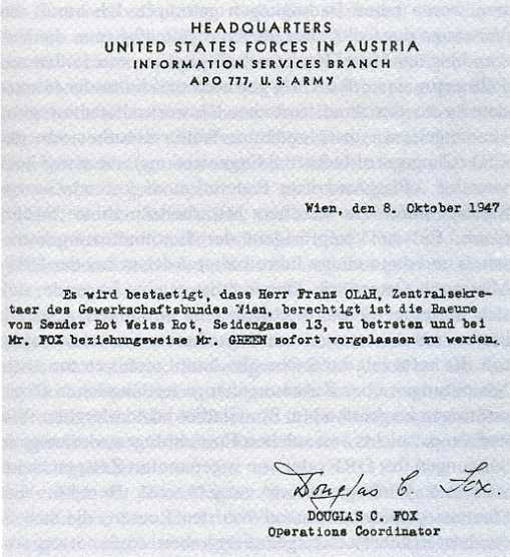 HEADQUARTERS
UNITED STATES FORCES IN AUSTRIA
INFORMATION SERVICES BRANCH
APO 777, U. S. ARMY
Wien, den 8. Oktober 1947
Es wird bestaetigt, dass Herr Franz OLAH, Zentralsekre-
taer des Gewerkschaftsbundes Wien, berechtigt ist die Raeume
vom Sender Rot Weiss Rot, Seidengasse 13, zu betreten und bei
Mr. FOX beziehungsweise Mr. GREEN sofort vorgelassen zu werden.
Douglas C. Fox.
DOUGLAS C. FOX
Operations Coordinator